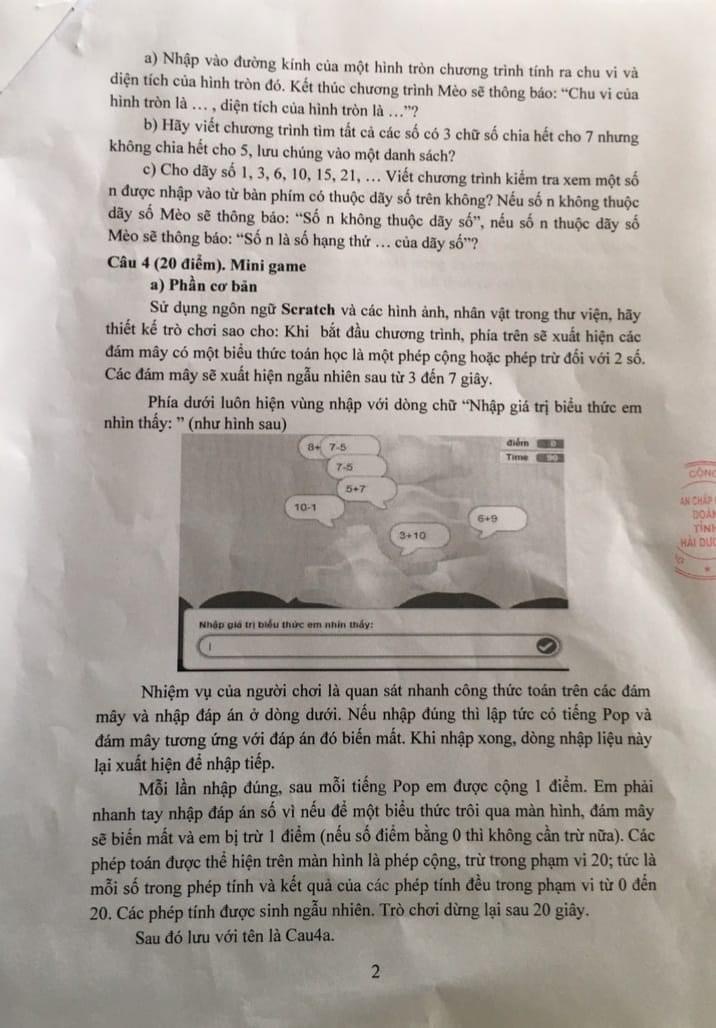 a) Nhập vào đường kính của một hình tròn chương trình tính ra chu vi và
diện tích của hình tròn đó. Kết thúc chương trình Mèo sẽ thông báo: “Chu vi của
hình tròn là … , diện tích của hình tròn là …”?
b) Hãy viết chương trình tìm tất cả các số có 3 chữ số chia hết cho 7 nhưng
không chia hết cho 5, lưu chúng vào một danh sách?
c) Cho dãy số 1, 3, 6, 10, 15, 21, … Viết chương trình kiểm tra xem một số
n được nhập vào từ bàn phím có thuộc dãy số trên không? Nếu số n không thuộc
dãy số Mèo sẽ thông báo: “Số n không thuộc dãy số”, nếu số n thuộc dãy số
Mèo sẽ thông báo: “Số n là số hạng thứ … của dãy số”?
Câu 4 (20 điểm). Mini game
a) Phần cơ bản
Sử dụng ngôn ngữ Scratch và các hình ảnh, nhân vật trong thư viện, hãy
thiết kế trò chơi sao cho: Khi bắt đầu chương trình, phía trên sẽ xuất hiện các
đám mây có một biểu thức toán học là một phép cộng hoặc phép trừ đối với 2 số.
Các đám mây sẽ xuất hiện ngẫu nhiên sau từ 3 đến 7 giây.
Phía dưới luôn hiện vùng nhập với dòng chữ “Nhập giá trị biểu thức em
nhìn thấy: ” (như hình sau)
8+ 7-5
điểm 0
Time 90
7-5
5+7
10-1
6+9
3+10
Nhập giá trị biểu thức em nhìn thấy:
CỘNG
AN CHẤP
DOÀN
TỈNH
HẢI DƯƠ
Nhiệm vụ của người chơi là quan sát nhanh công thức toán trên các đám
mây và nhập đáp án ở dòng dưới. Nếu nhập đúng thì lập tức có tiếng Pop và
đám mây tương ứng với đáp án đó biến mất. Khi nhập xong, dòng nhập liệu này
lại xuất hiện để nhập tiếp.
Mỗi lần nhập đúng, sau mỗi tiếng Pop em được cộng 1 điểm. Em phải
nhanh tay nhập đáp án số vì nếu để một biểu thức trôi qua màn hình, đám mây
sẽ biến mất và em bị trừ 1 điểm (nếu số điểm bằng 0 thì không cần trừ nữa). Các
phép toán được thể hiện trên màn hình là phép cộng, trừ trong phạm vi 20; tức là
mỗi số trong phép tính và kết quả của các phép tính đều trong phạm vi từ 0 đến
20. Các phép tính được sinh ngẫu nhiên. Trò chơi dừng lại sau 20 giây.
Sau đó lưu với tên là Cau4a.
2